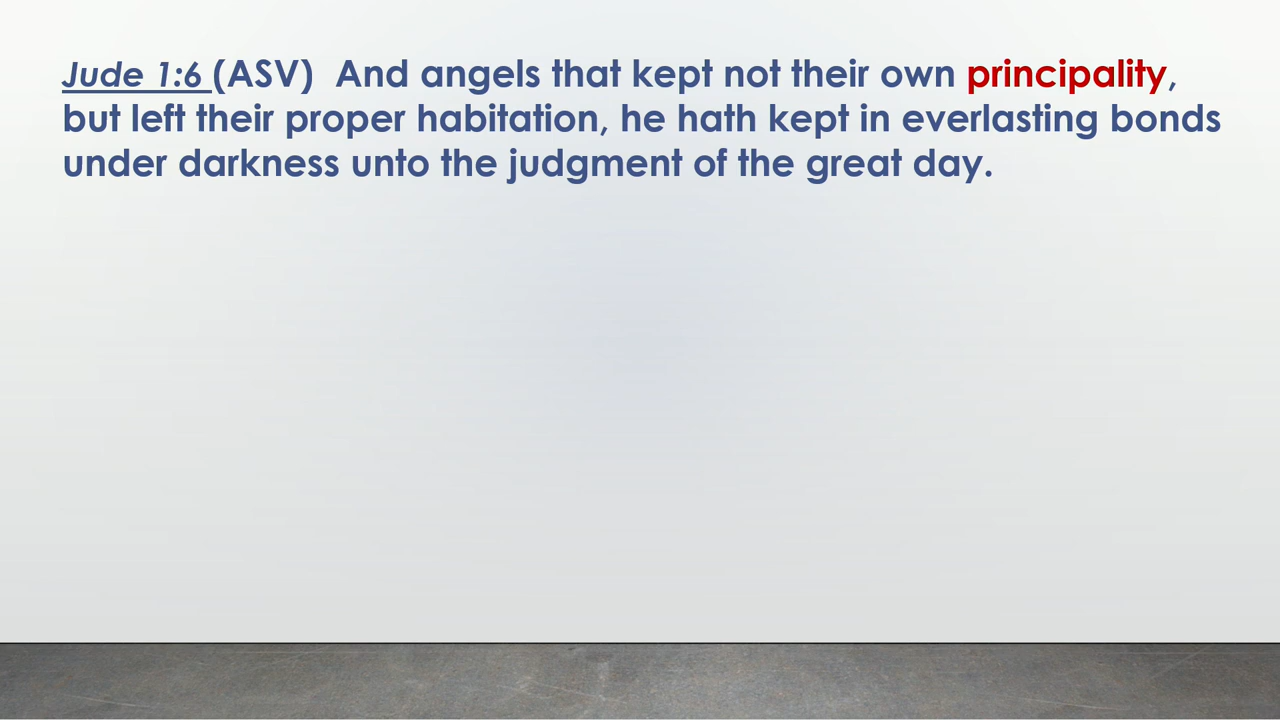 Jude 1:6 (ASV)  And angels that kept not their own principality,
but left their proper habitation, he hath kept in everlasting bonds
under darkness unto the judgment of the great day.